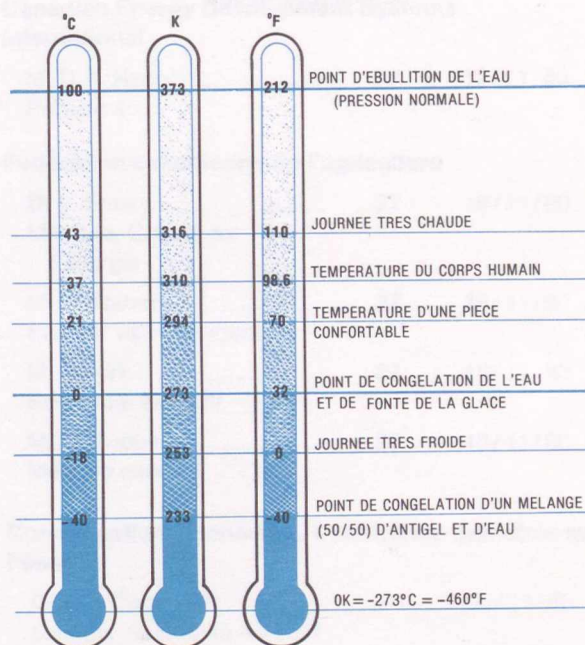 °C K °F
100 373 212 POINT D'EBULLITION DE L'EAU
(PRESSION NORMALE)
43 316 110 JOURNEE TRES CHAUDE
37 310 98.6 TEMPERATURE DU CORPS HUMAIN
21 294 70 TEMPERATURE D'UNE PIECE
CONFORTABLE
0 273 32 POINT DE CONGELATION DE L'EAU
ET DE FONTE DE LA GLACE
-18 253 0 JOURNEE TRES FROIDE
-40 233 -40 POINT DE CONGELATION D'UN MELANGE
(50/50) D'ANTIGEL ET D'EAU
0K= -273°C = -460°F